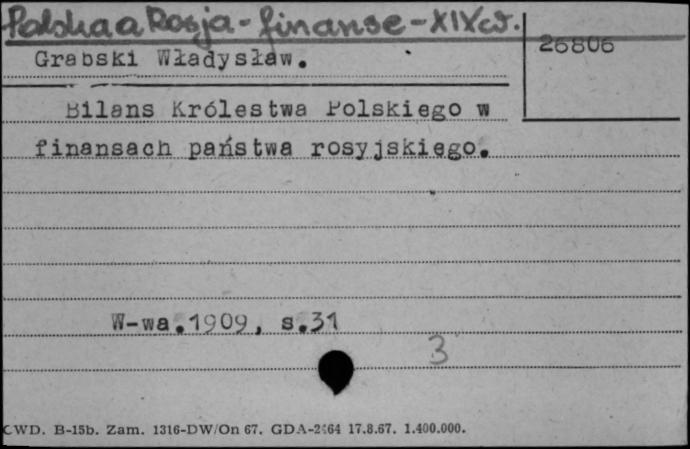 Polska a Rosja - finanse - XIX w.
26806
Grabski Władysław.
Bilans Królestwa Polskiego w
finansach państwa rosyjskiego.
W-wa.1909, s.31
3
CWD. B-15b. Zam. 1316-DW/On 67. GDA-2464 17.8.67. 1.400.000.